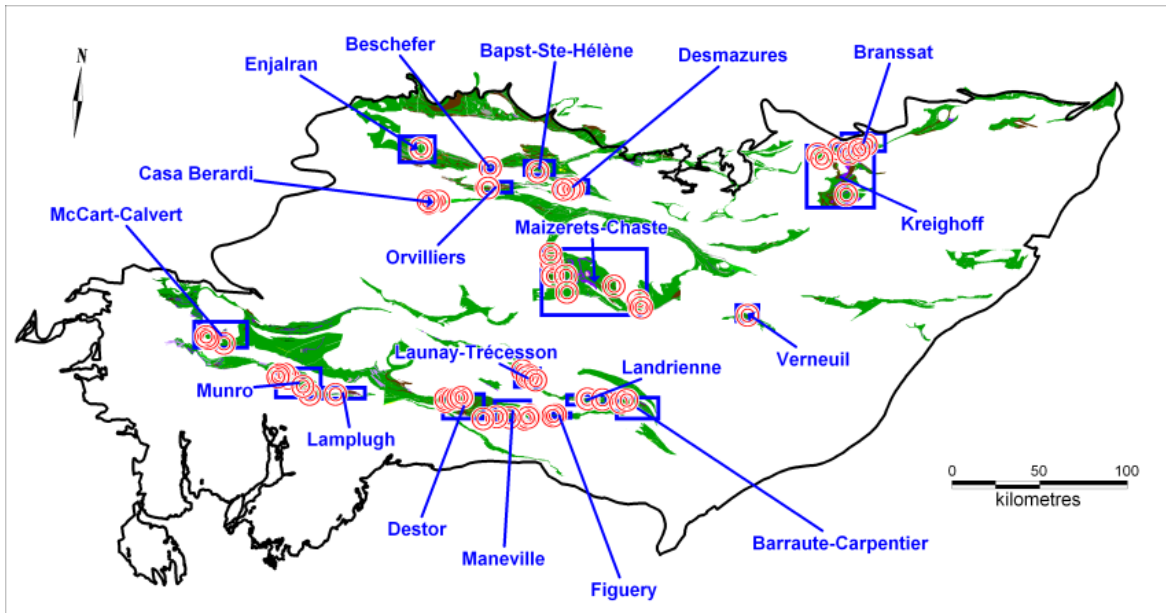 Beschefer
Bapst-Ste-Hélène
Desmazures
Branssat
N
Enjalran
Casa Berardi
McCart-Calvert
Orvilliers
Maizerets-Chaste
Kreighoff
Launay-Trécesson
Landrienne
Verneuil
Munro
Lamplugh
0 50 100
kilometres
Destor
Maneville
Figuery
Barraute-Carpentier